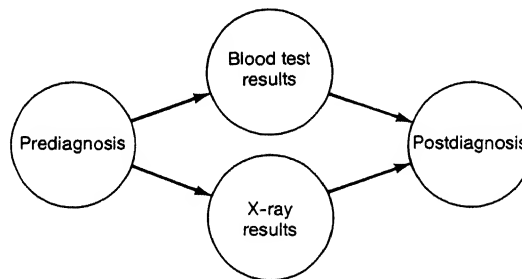 Blood test
results
Prediagnosis
Postdiagnosis
X-ray
results